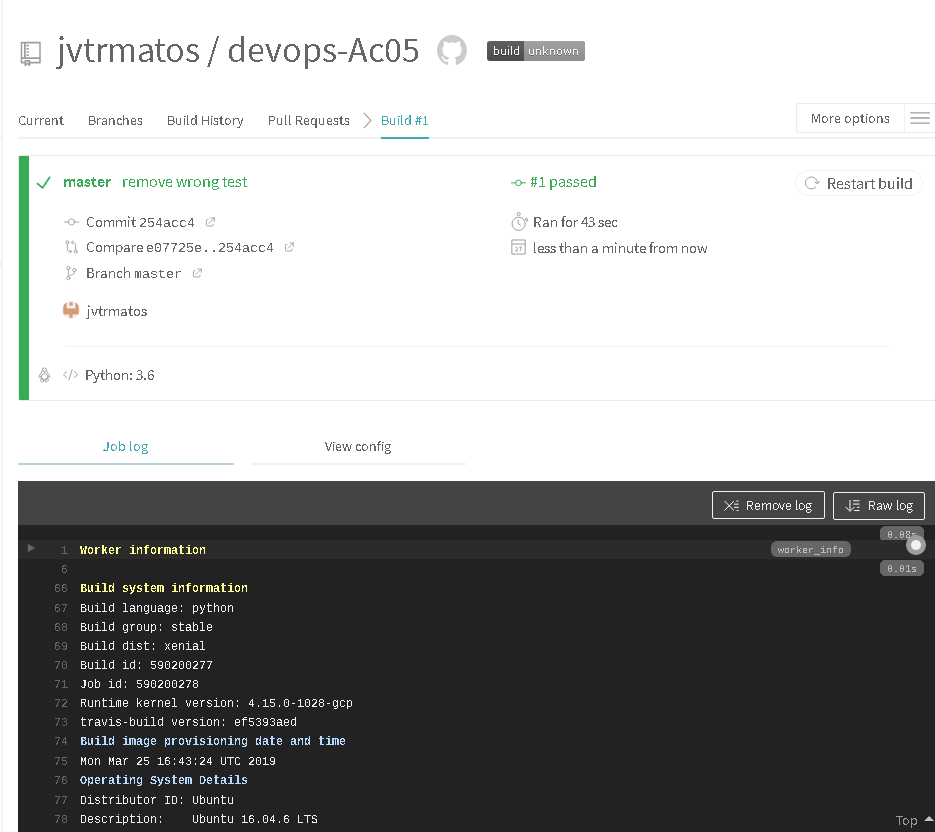 jvtrmatos / devops-Ac05 build unknown
Current Branches Build History Pull Requests Build #1 More options
master remove wrong test #1 passed Restart build
Commit 254acc4 Ran for 43 sec
Compare e07725e..254acc4 less than a minute from now
Branch master
jvtrmatos
Python: 3.6
Job log View config
Remove log Raw log
0.08s
1 Worker information worker_info
6 0.01s
66 Build system information
67 Build language: python
68 Build group: stable
69 Build dist: xenial
70 Build id: 590200277
71 Job id: 590200278
72 Runtime kernel version: 4.15.0-1028-gcp
73 travis-build version: ef5393aed
74 Build image provisioning date and time
75 Mon Mar 25 16:43:24 UTC 2019
76 Operating System Details
77 Distributor ID: Ubuntu
78 Description: Ubuntu 16.04.6 LTS
Top